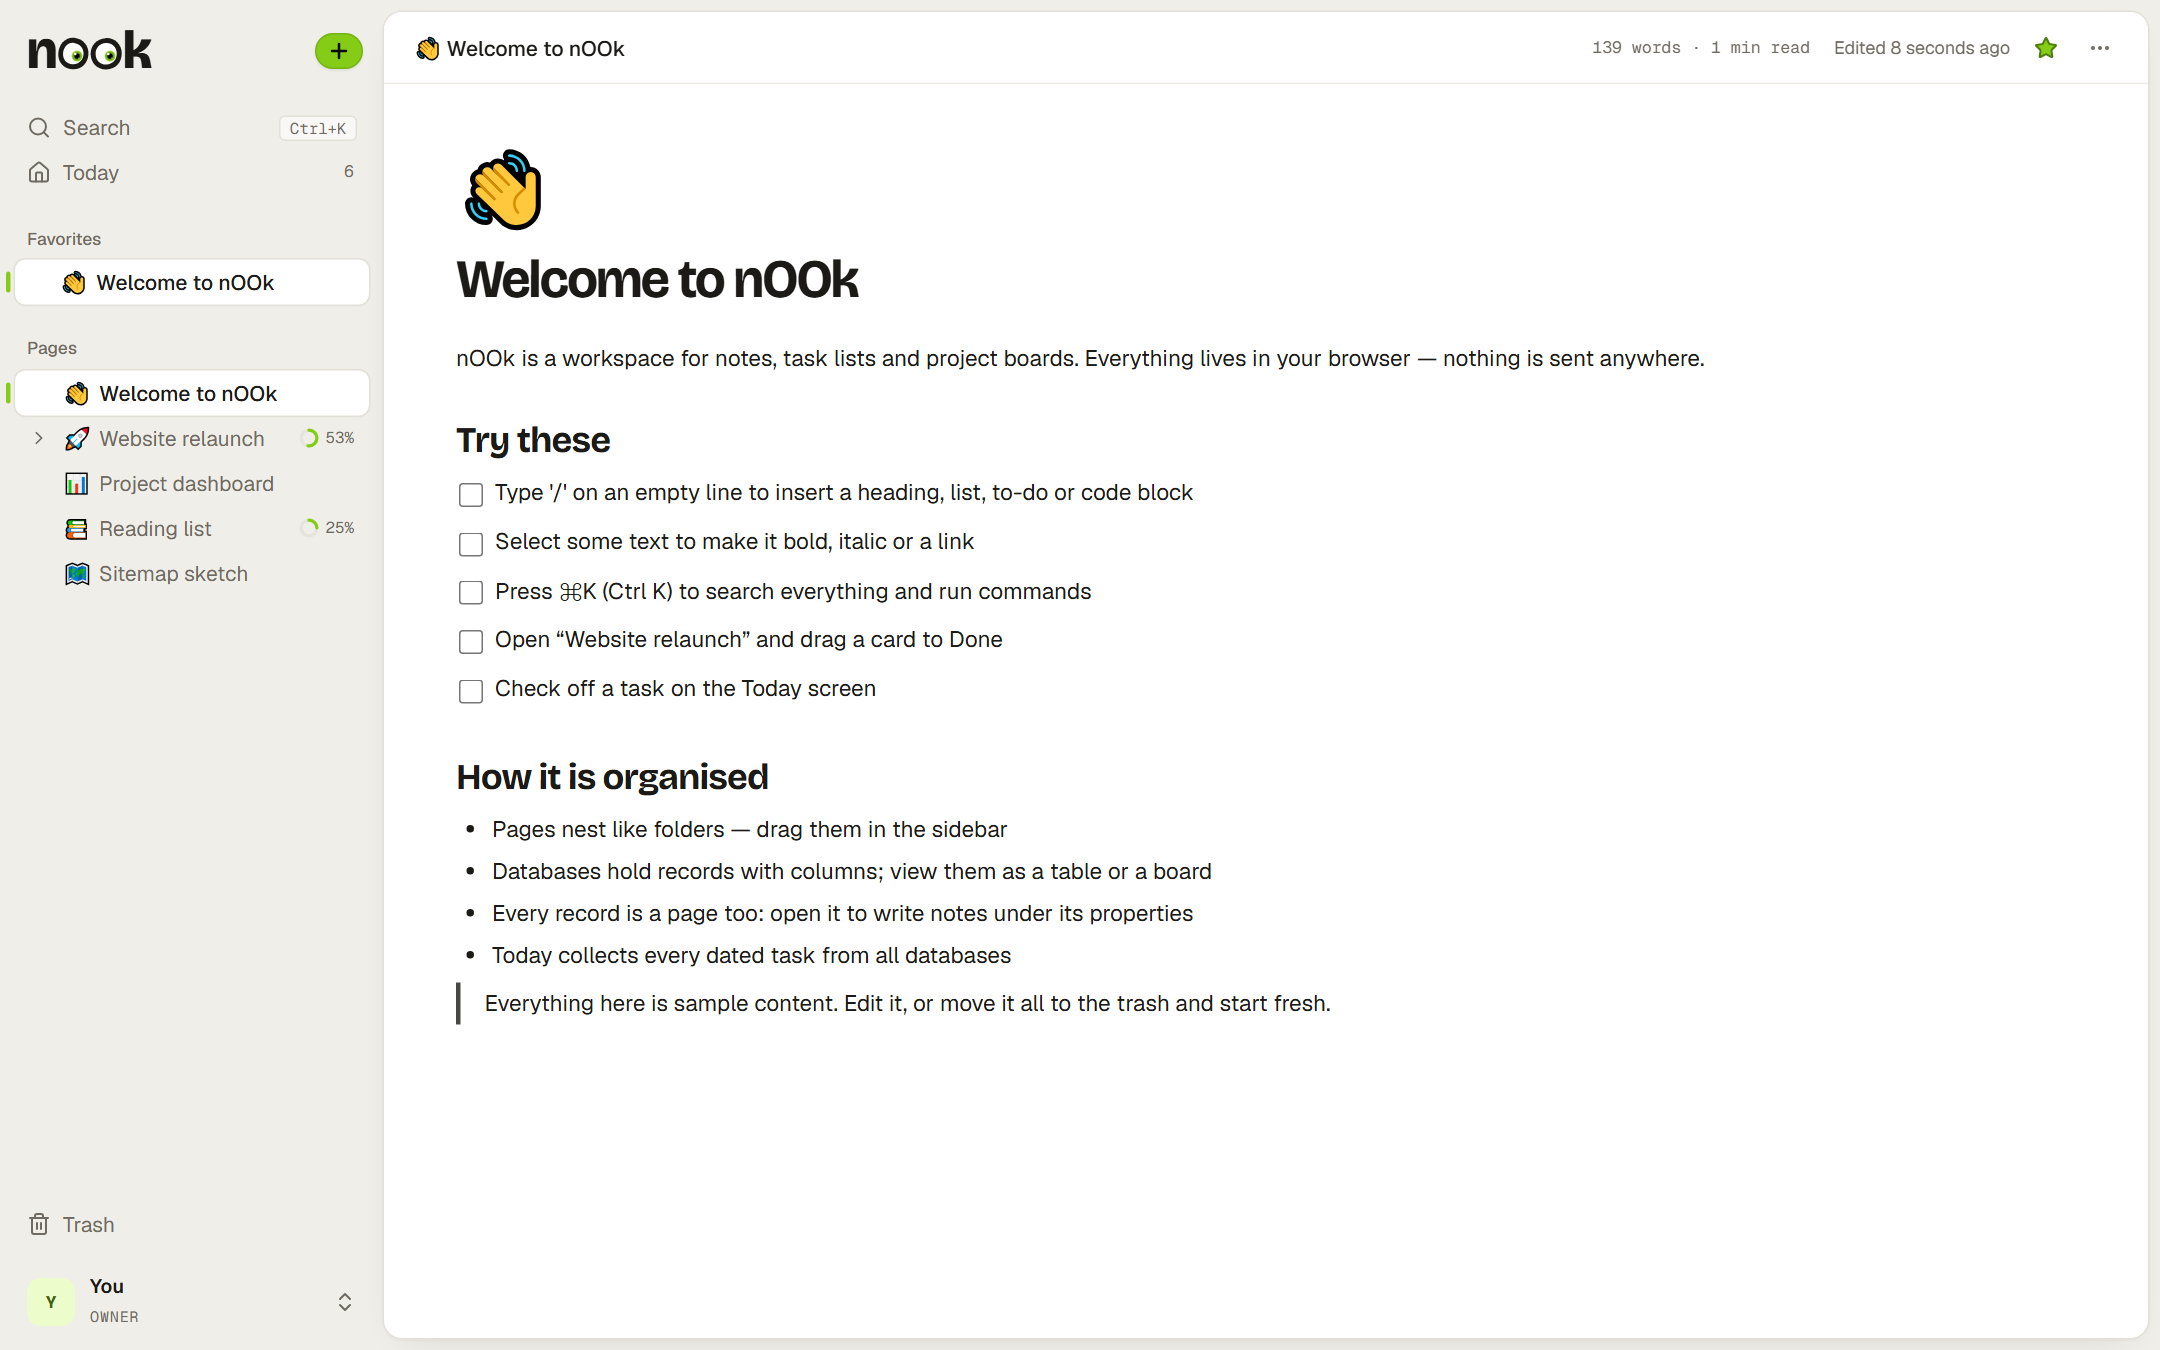 nook
Search
Ctrl+K
Today
6
Favorites
Welcome to nOOk
Pages
Welcome to nOOk
Website relaunch
53%
Project dashboard
Reading list
25%
Sitemap sketch
Trash
Y
You
OWNER
Welcome to nOOk
139 words · 1 min read
Edited 8 seconds ago
Welcome to nOOk
nOOk is a workspace for notes, task lists and project boards. Everything lives in your browser — nothing is sent anywhere.
Try these
Type '/' on an empty line to insert a heading, list, to-do or code block
Select some text to make it bold, italic or a link
Press ⌘K (Ctrl K) to search everything and run commands
Open “Website relaunch” and drag a card to Done
Check off a task on the Today screen
How it is organised
Pages nest like folders — drag them in the sidebar
Databases hold records with columns; view them as a table or a board
Every record is a page too: open it to write notes under its properties
Today collects every dated task from all databases
Everything here is sample content. Edit it, or move it all to the trash and start fresh.